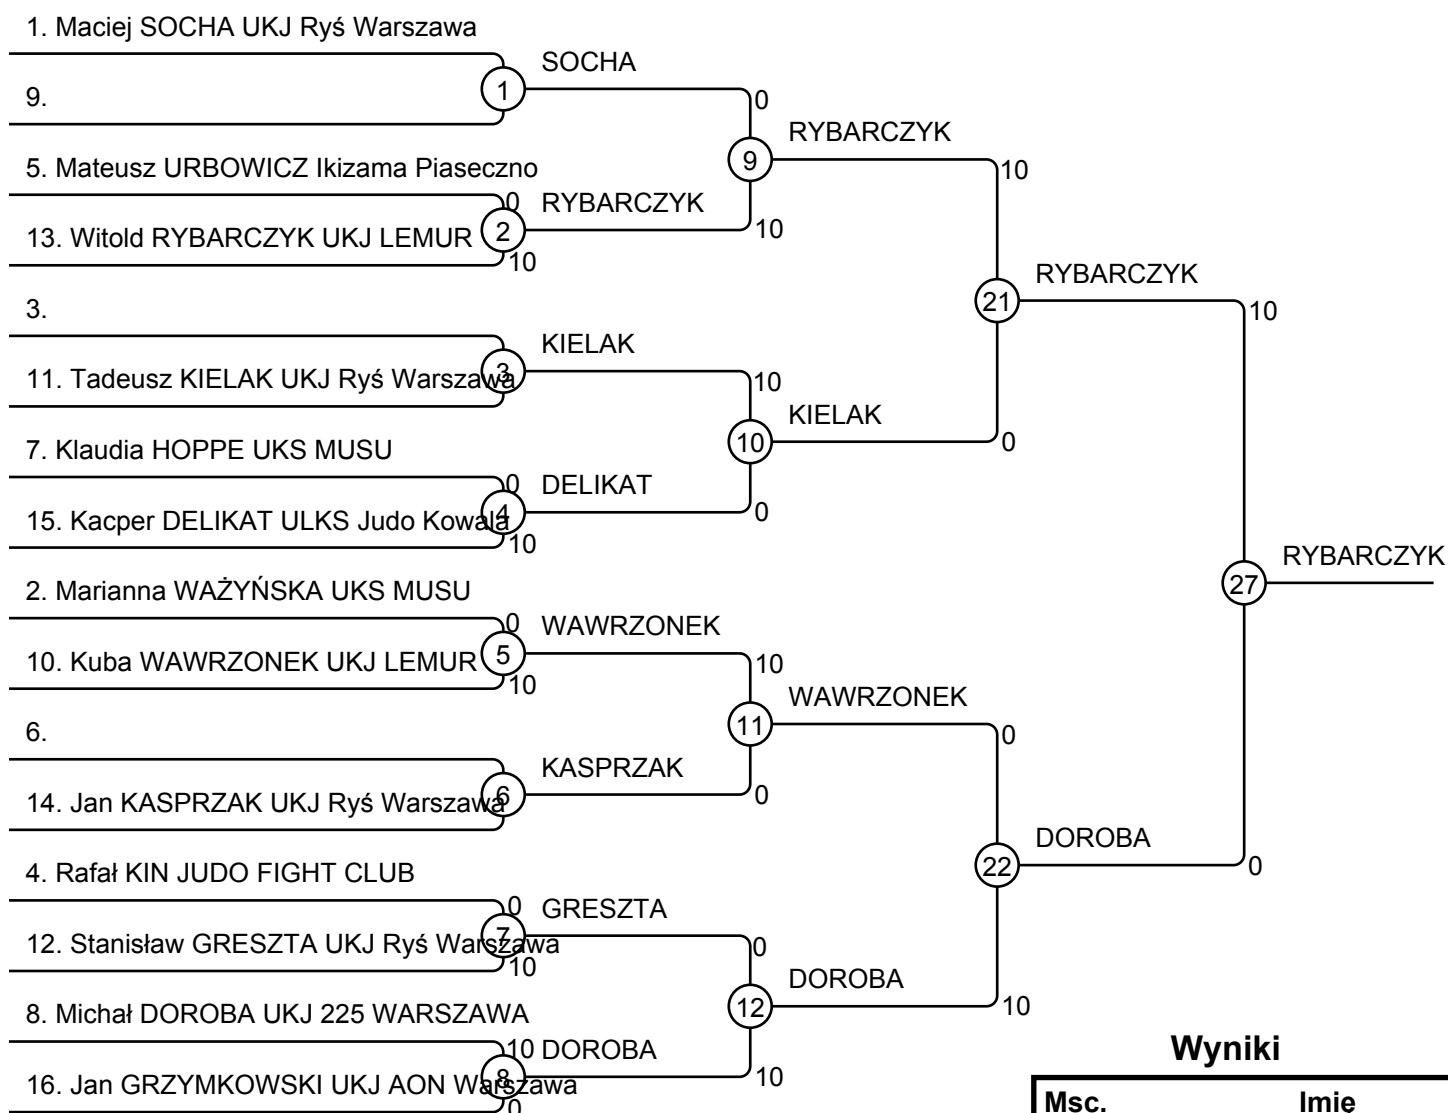 1. Maciej SOCHA UKJ Ryś Warszawa
SOCHA
9.
1
0
RYBARCZYK
9
5. Mateusz URBOWICZ Ikizama Piaseczno
10
0
RYBARCZYK
2
10
13. Witold RYBARCZYK UKJ LEMUR
10
RYBARCZYK
3.
21
10
KIELAK
11. Tadeusz KIELAK UKJ Ryś Warszawa
3
10
KIELAK
10
0
7. Klaudia HOPPE UKS MUSU
0
DELIKAT
4
0
15. Kacper DELIKAT ULKS Judo Kowala
10
RYBARCZYK
27
2. Marianna WAŻYŃSKA UKS MUSU
0
WAWRZONEK
5
10
10. Kuba WAWRZONEK UKJ LEMUR
10
WAWRZONEK
11
0
6.
KASPRZAK
6
0
14. Jan KASPRZAK UKJ Ryś Warszawa
DOROBA
22
0
4. Rafał KIN JUDO FIGHT CLUB
0
GRESZTA
7
0
12. Stanisław GRESZTA UKJ Ryś Warszawa
10
DOROBA
12
10
8. Michał DOROBA UKJ 225 WARSZAWA
10
DOROBA
8
10
16. Jan GRZYMKOWSKI UKJ AON Warszawa
0
Wyniki
Msc. Imie